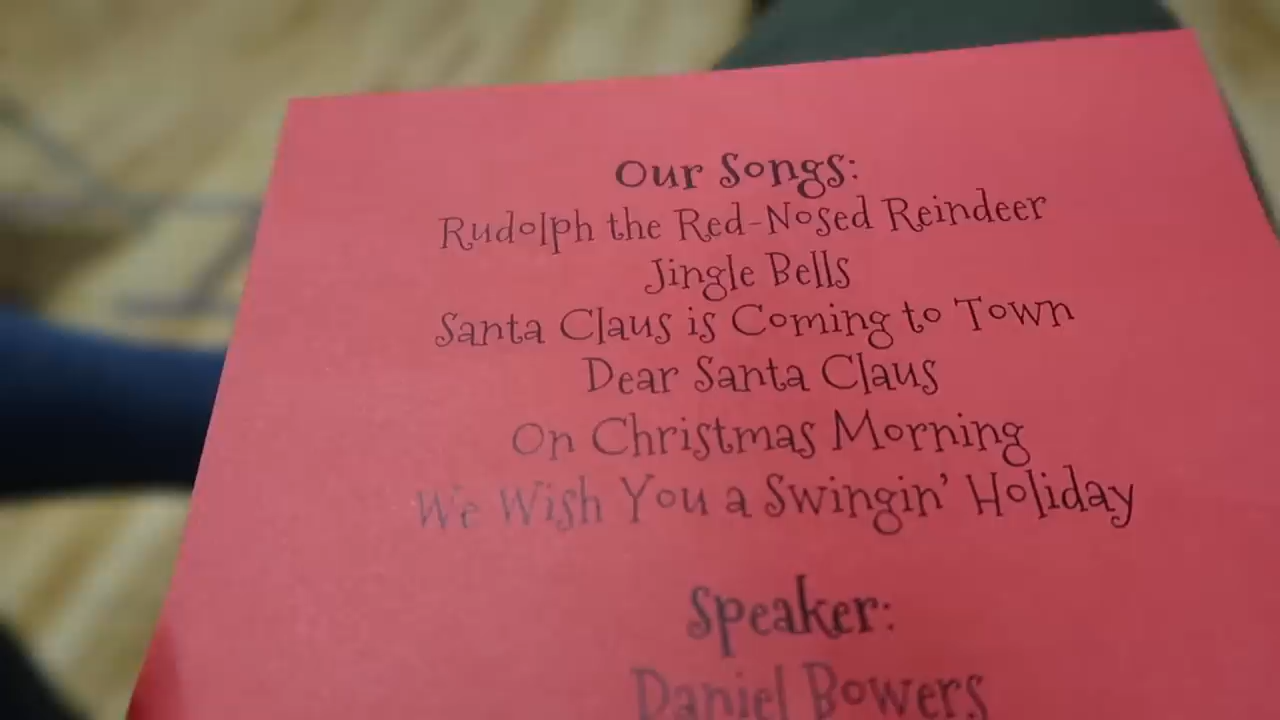 Our Songs:
Rudolph the Red-Nosed Reindeer
Jingle Bells
Santa Claus is Coming to Town
Dear Santa Claus
On Christmas Morning
We Wish You a Swingin' Holiday
Speaker:
Daniel Bowers